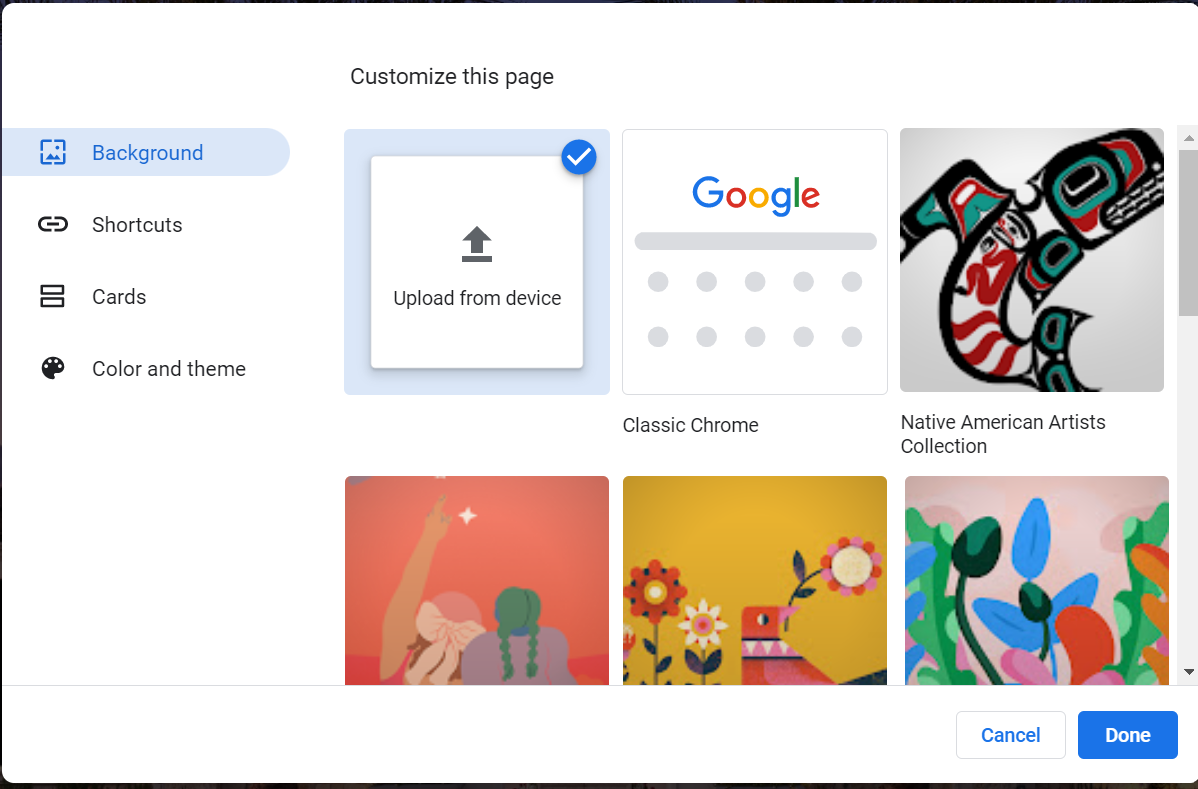 Customize this page
Background
Shortcuts
Cards
Color and theme
Upload from device
Google
Classic Chrome
Native American Artists
Collection
Cancel
Done